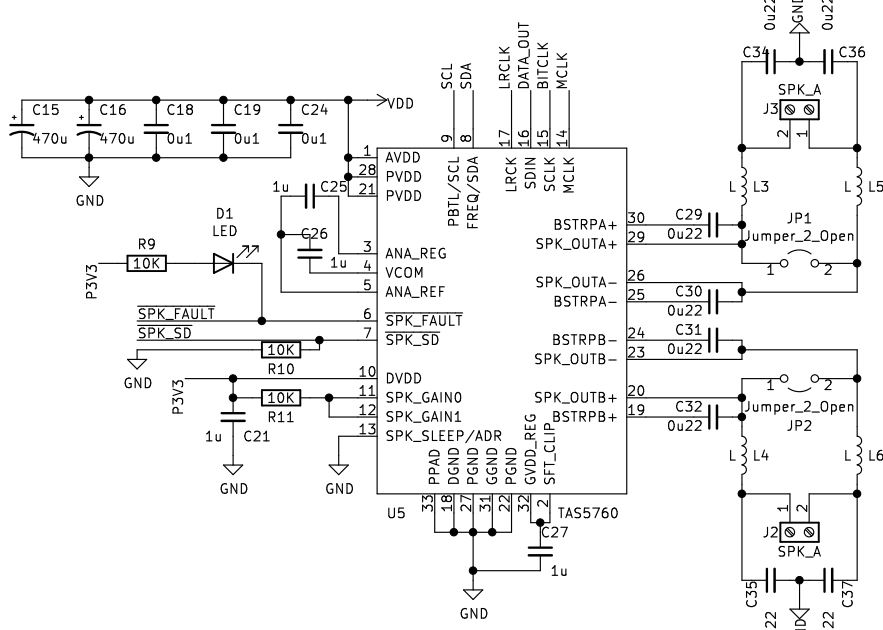 0u22
GND
0u22
C34
C36
SPK_A
J3
2
1
L
L3
L
L5
JP1
Jumper_2_Open
1
2
SCL
SDA
LRCLK
DATA_OUT
BITCLK
MCLK
9
8
17
16
15
14
PBTL/SCL
FREQ/SDA
LRCK
SDIN
SCLK
MCLK
VDD
+
C15
470u
+
C16
470u
C18
0u1
C19
0u1
C24
0u1
GND
1
AVDD
28
PVDD
21
PVDD
1u
C25
C26
1u
3
ANA_REG
4
VCOM
5
ANA_REF
D1
LED
R9
10K
P3V3
SPK_FAULT
6
SPK_FAULT
SPK_SD
7
SPK_SD
10K
R10
GND
10
DVDD
P3V3
10K
R11
11
SPK_GAIN0
12
SPK_GAIN1
13
SPK_SLEEP/ADR
1u
C21
GND
GND
BSTRPA+
30
C29
0u22
SPK_OUTA+
29
SPK_OUTA-
26
BSTRPA-
25
C30
0u22
BSTRPB-
24
C31
0u22
SPK_OUTB-
23
SPK_OUTB+
20
BSTRPB+
19
C32
0u22
1
2
Jumper_2_Open
JP2
L
L4
L
L6
PPAD
DGND
PGND
GGND
PGND
GVDD_REG
SFT_CLIP
33
18
27
31
22
32
2
U5
TAS5760
C27
1u
GND
1
2
J2
SPK_A
C35
C37
22
ND
22